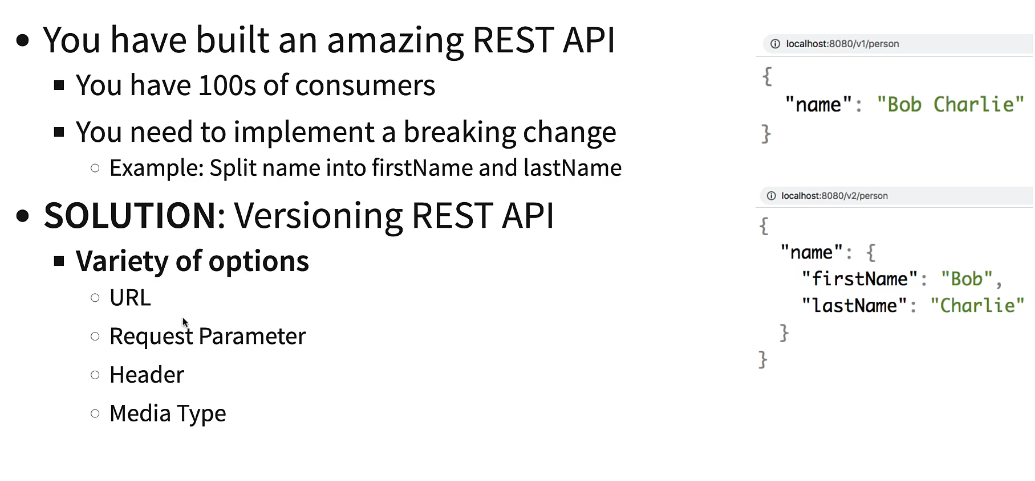 You have built an amazing REST API
You have 100s of consumers
You need to implement a breaking change
Example: Split name into firstName and lastName
SOLUTION: Versioning REST API
Variety of options
URL
Request Parameter
Header
Media Type
localhost:8080/v1/person
{
"name": "Bob Charlie"
}
localhost:8080/v2/person
{
"name": {
"firstName": "Bob",
"lastName": "Charlie"
}
}